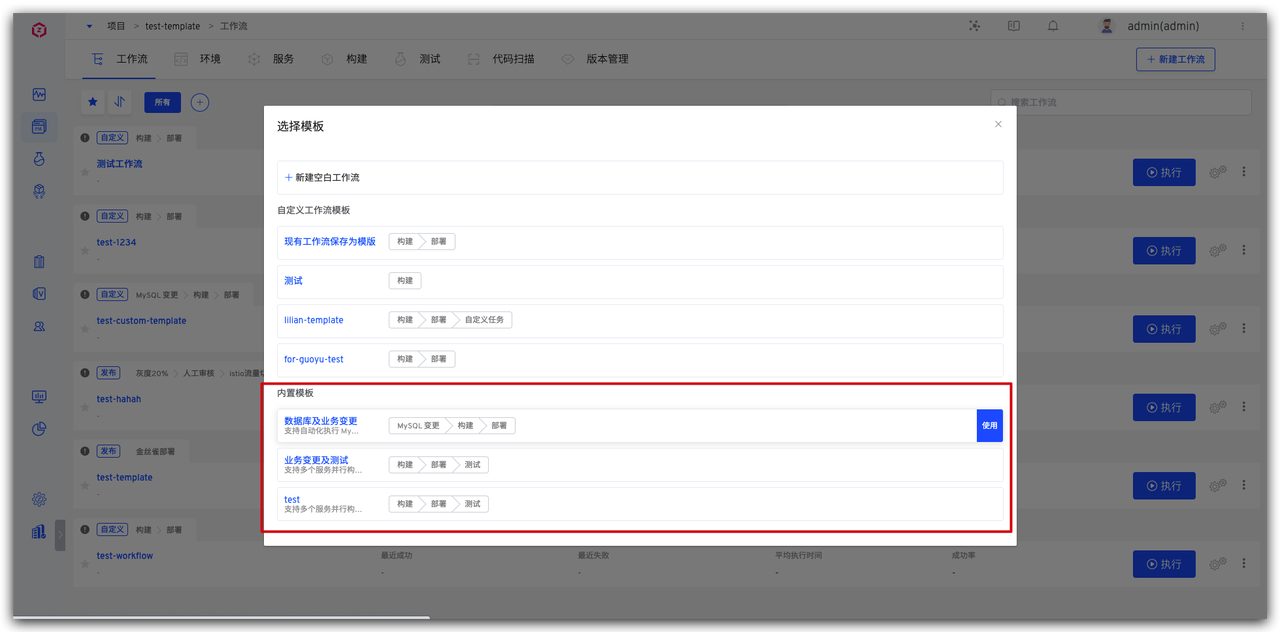 项目 > test-template > 工作流
admin(admin)
工作流 环境 服务 构建 测试 代码扫描 版本管理
+ 新建工作流
所有
搜索工作流
选择模板
+ 新建空白工作流
自定义工作流模板
现有工作流保存为模版 构建 部署
测试 构建
lilian-template 构建 部署 自定义任务
for-guoyu-test 构建 部署
内置模板
数据库及业务变更 MySQL 变更 构建 部署
支持自动化执行 My...
使用
业务变更及测试 构建 部署 测试
支持多个服务并行构...
test 构建 部署 测试
支持多个服务并行构...
自定义 构建 部署
测试工作流
-
执行
自定义 构建 部署
test-1234
-
执行
自定义 MySQL 变更 构建 部署
test-custom-template
-
执行
发布 灰度20% 人工审核 istio流量
test-hahah
-
执行
发布 金丝雀部署
test-template
-
执行
自定义 构建 部署
test-workflow 最近成功 最近失败 平均执行时间 成功率
- - - - -
执行